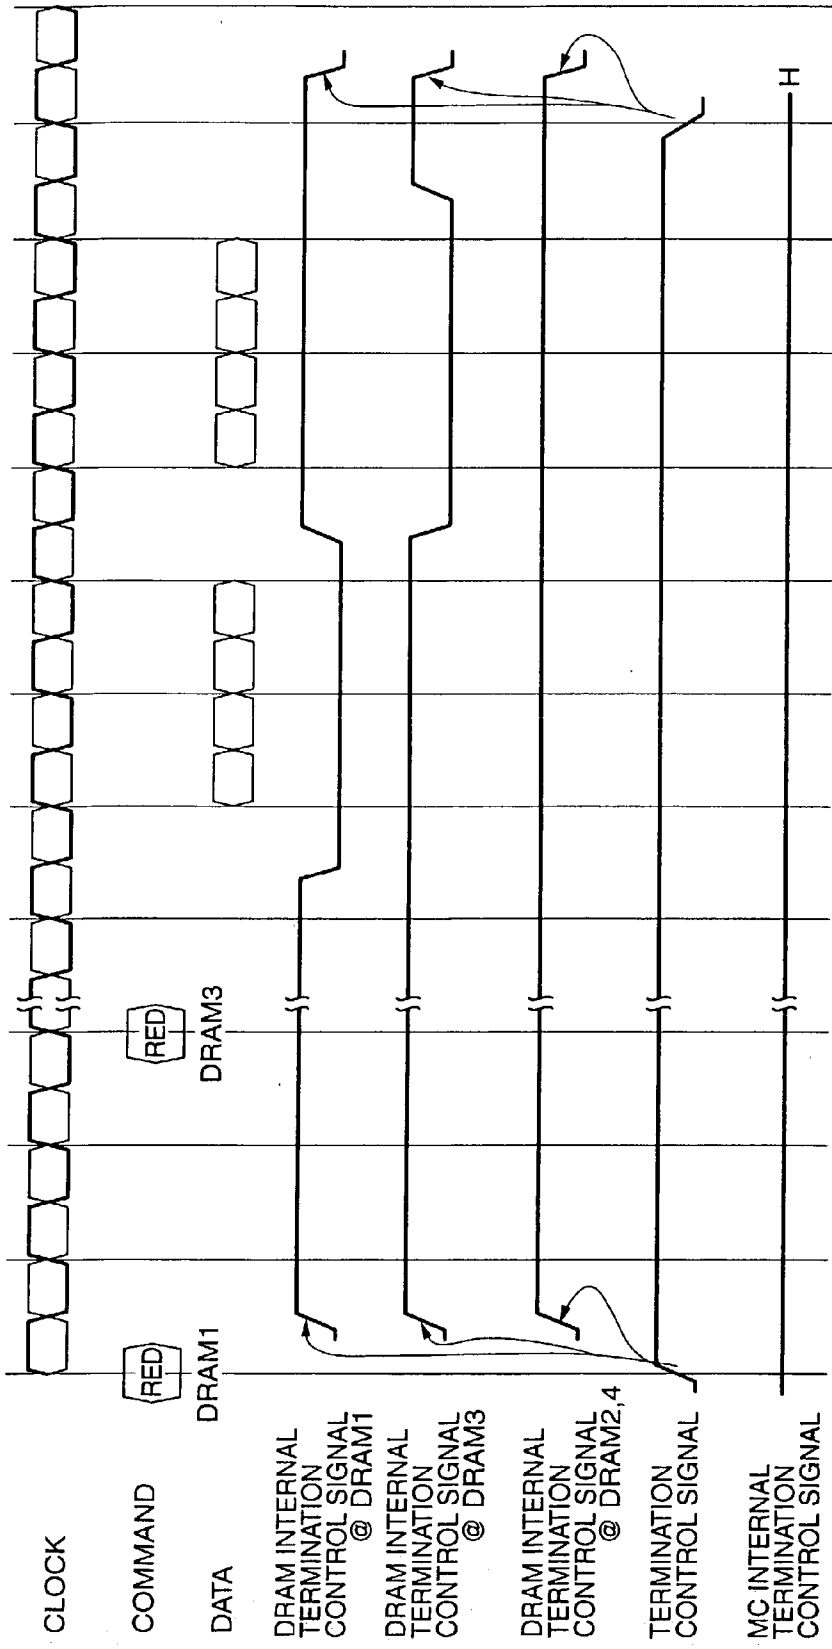 CLOCK
COMMAND
RED
DRAM1
RED
DRAM3
DATA
DRAM INTERNAL
TERMINATION
CONTROL SIGNAL
@ DRAM1
DRAM INTERNAL
TERMINATION
CONTROL SIGNAL
@ DRAM3
DRAM INTERNAL
TERMINATION
CONTROL SIGNAL
@ DRAM2,4
TERMINATION
CONTROL SIGNAL
MC INTERNAL
TERMINATION
CONTROL SIGNAL
H